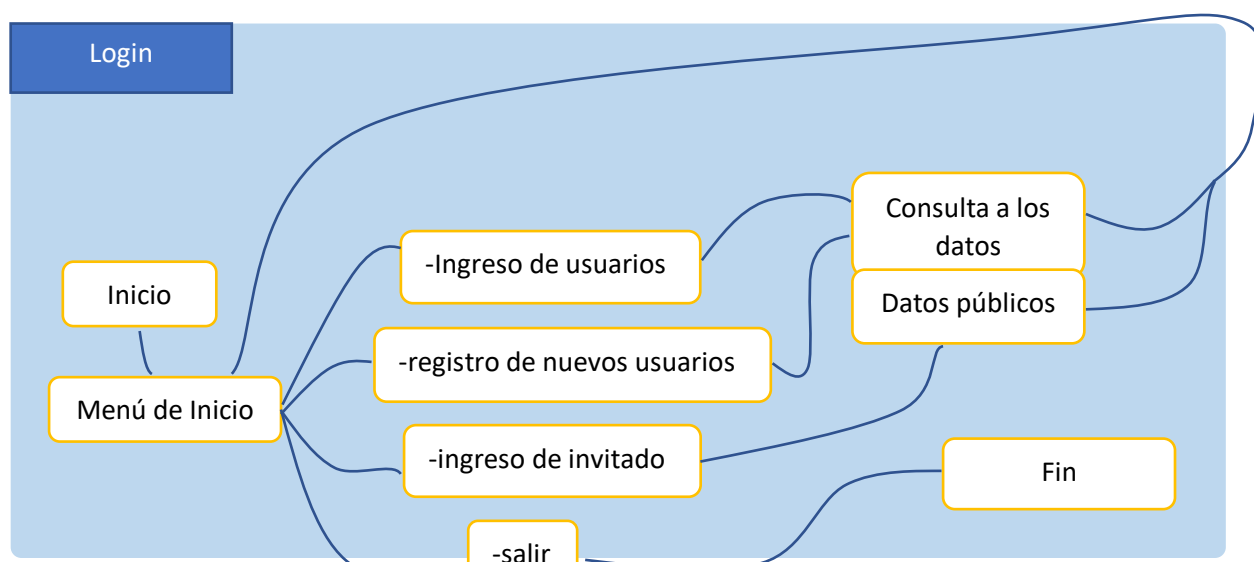 Login
Inicio
Menú de Inicio
-Ingreso de usuarios
-registro de nuevos usuarios
-ingreso de invitado
-salir
Consulta a los
datos
Datos públicos
Fin